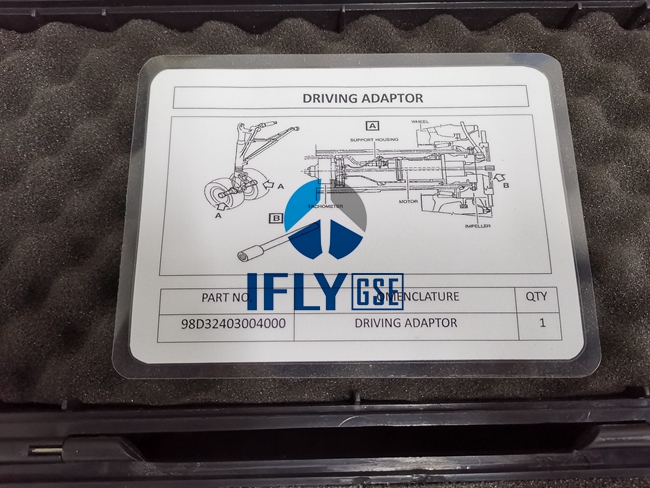 DRIVING ADAPTOR
A
WHEEL
SUPPORT HOUSING
A
A
B
TACHOMETER
MOTOR
B
IMPELLER
IFLY GSE
PART NO NOMENCLATURE QTY
98D32403004000 DRIVING ADAPTOR 1